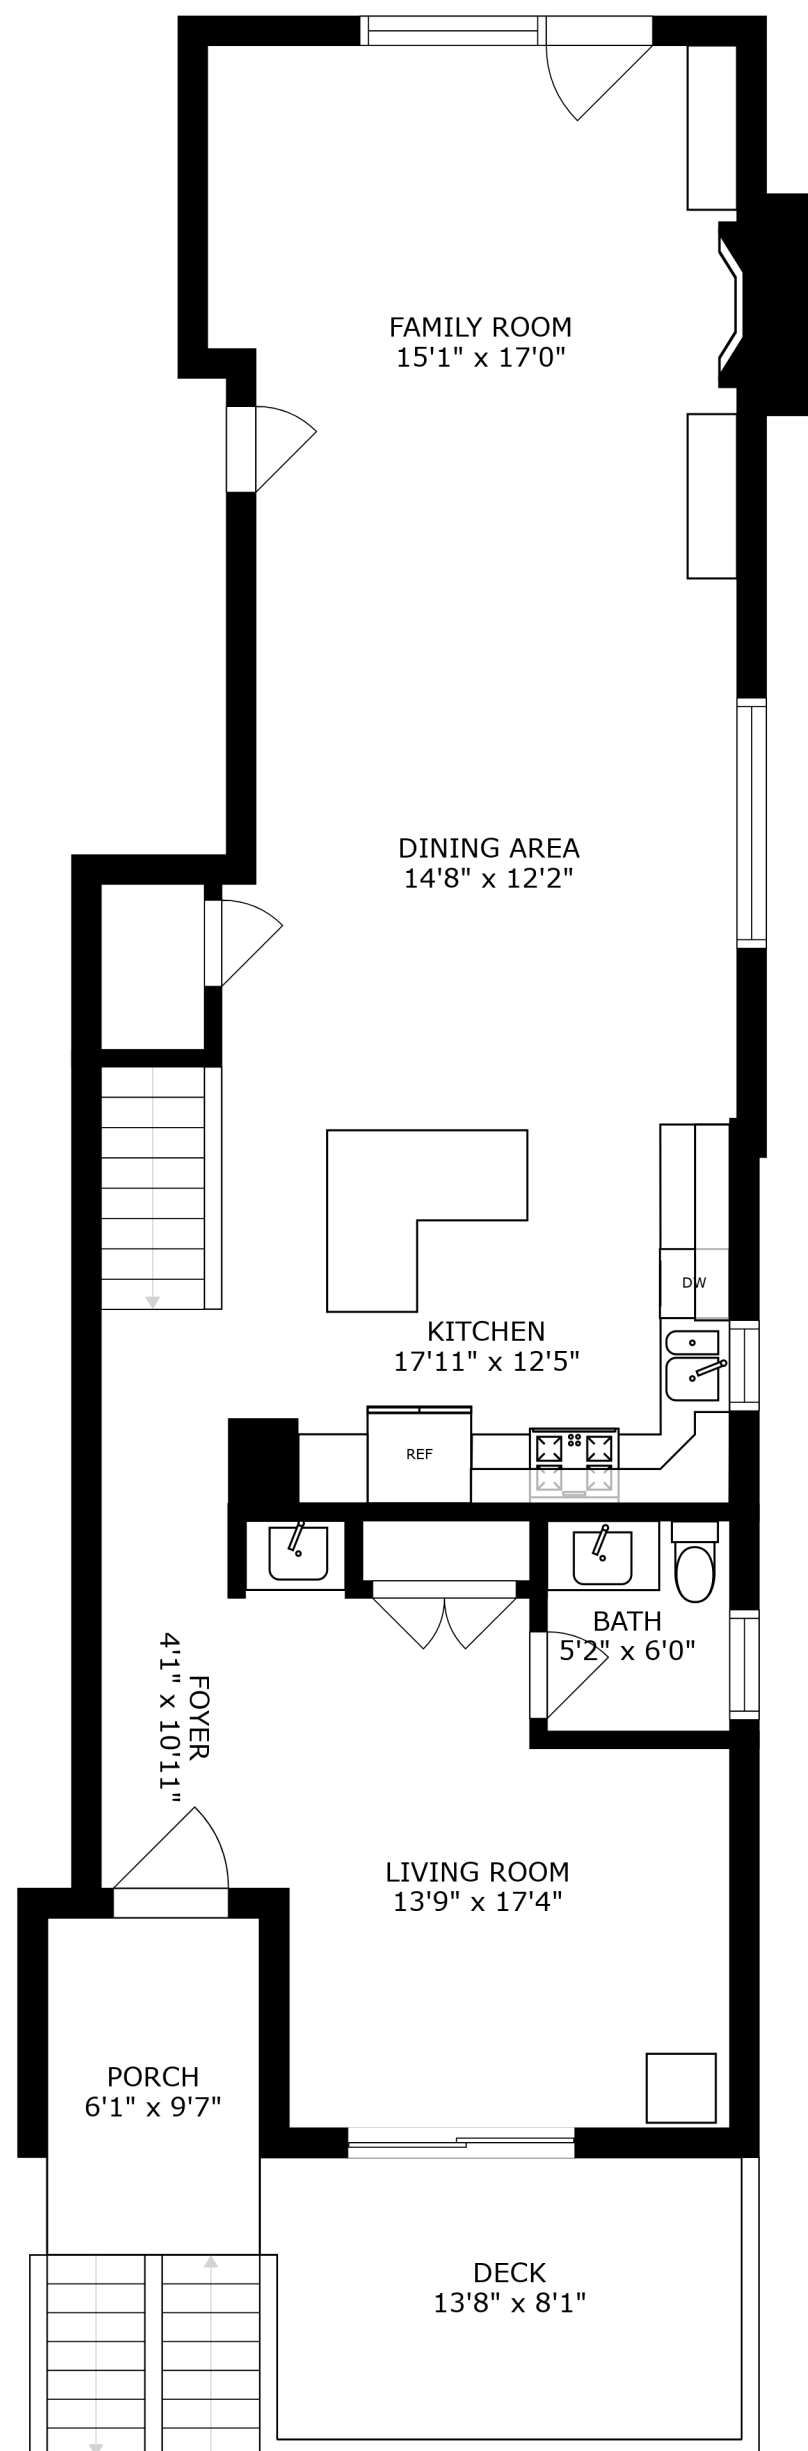 FAMILY ROOM
15'1" x 17'0"
DINING AREA
14'8" x 12'2"
DW
KITCHEN
17'11" x 12'5"
REF
BATH
5'2" x 6'0"
FOYER
4'1" x 10'11"
LIVING ROOM
13'9" x 17'4"
PORCH
6'1" x 9'7"
DECK
13'8" x 8'1"